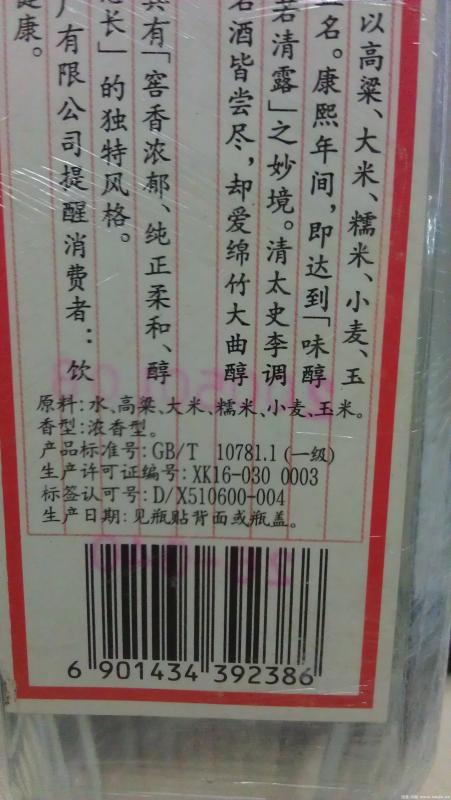 以高粱、大米、糯米、小麦、玉
名。康熙年间，即达到「味醇
若清露」之妙境。清太史李调
名酒皆尝尽，却爱绵竹大曲醇
具有「窖香浓郁、纯正柔和、醇
长」的独特风格。
厂有限公司提醒消费者：饮
健康。
原料:水、高粱、大米、糯米、小麦、玉米。
香型:浓香型。
产品标准号:GB/T 10781.1(一级)
生产许可证编号:XK16-030 0003
标签认可号:D/X510600-004
生产日期:见瓶贴背面或瓶盖。
6 901434 392386